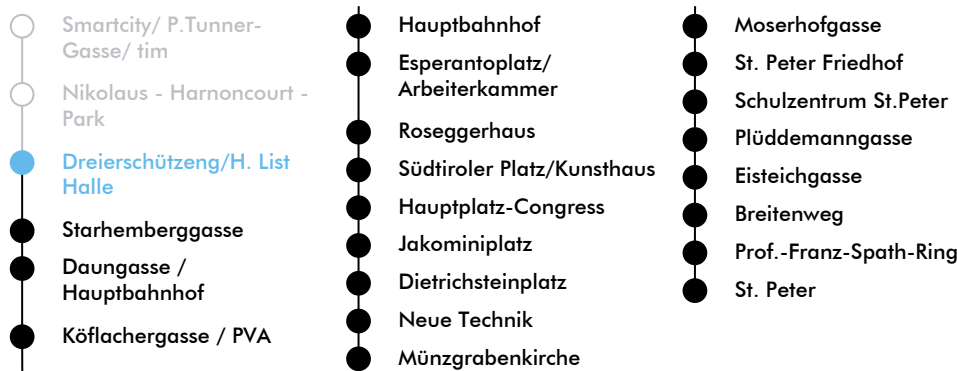 Smartcity/ P.Tunner-
Gasse/ tim
Nikolaus - Harnoncourt -
Park
Dreierschützeng/H. List
Halle
Starhemberggasse
Daungasse /
Hauptbahnhof
Köflachergasse / PVA
Hauptbahnhof
Esperantoplatz/
Arbeiterkammer
Roseggerhaus
Südtiroler Platz/Kunsthaus
Hauptplatz-Congress
Jakominiplatz
Dietrichsteinplatz
Neue Technik
Münzgrabenkirche
Moserhofgasse
St. Peter Friedhof
Schulzentrum St.Peter
Plüddemanngasse
Eisteichgasse
Breitenweg
Prof.-Franz-Spath-Ring
St. Peter